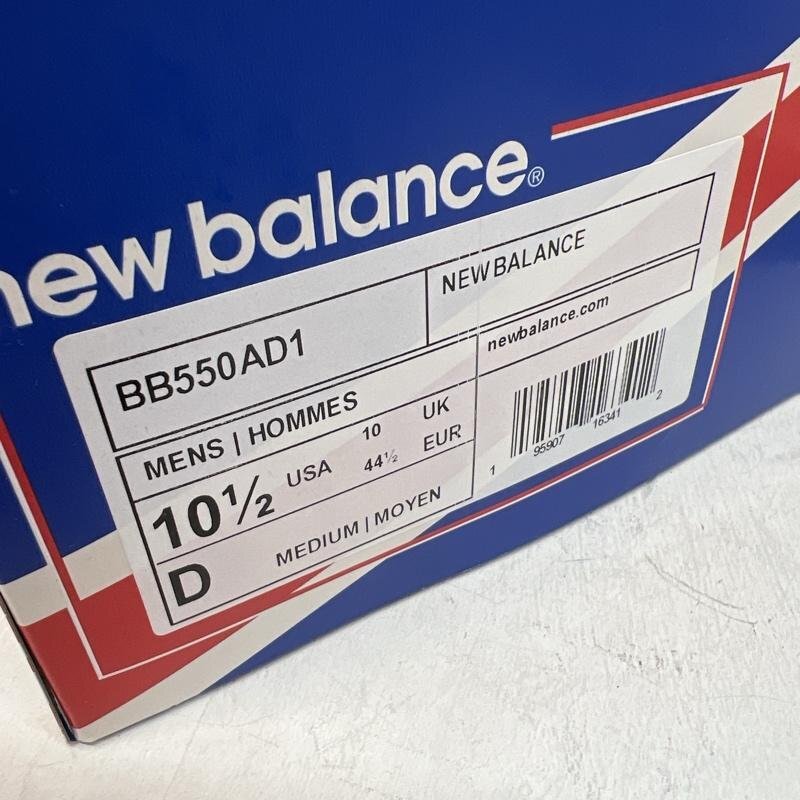 new balance®
BB550AD1
NEW BALANCE
newbalance.com
MENS | HOMMES
10½ USA
10 UK
44½ EUR
D MEDIUM | MOYEN
1 95907 16341 2